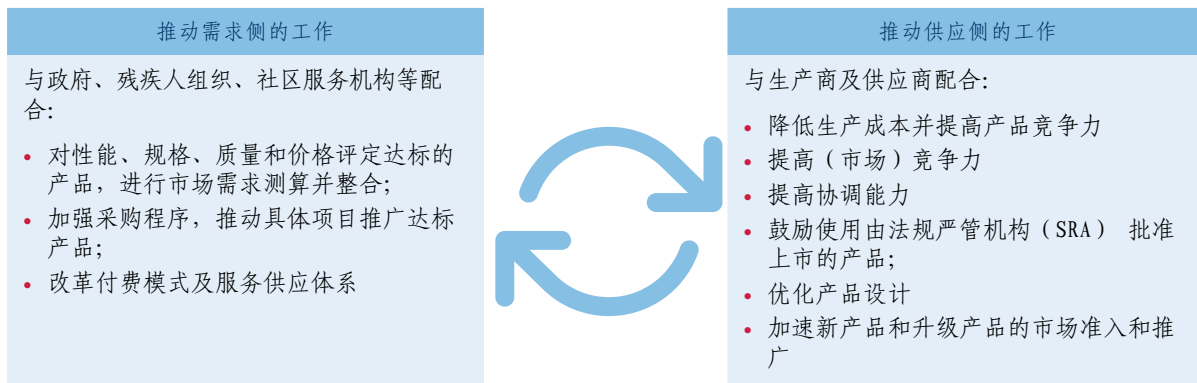 推动需求侧的工作
与政府、残疾人组织、社区服务机构等配
合:
• 对性能、规格、质量和价格评定达标的
产品，进行市场需求测算并整合;
• 加强采购程序，推动具体项目推广达标
产品;
• 改革付费模式及服务供应体系
推动供应侧的工作
与生产商及供应商配合:
• 降低生产成本并提高产品竞争力
• 提高（市场）竞争力
• 提高协调能力
• 鼓励使用由法规严管机构（SRA） 批准
上市的产品;
• 优化产品设计
• 加速新产品和升级产品的市场准入和推
广